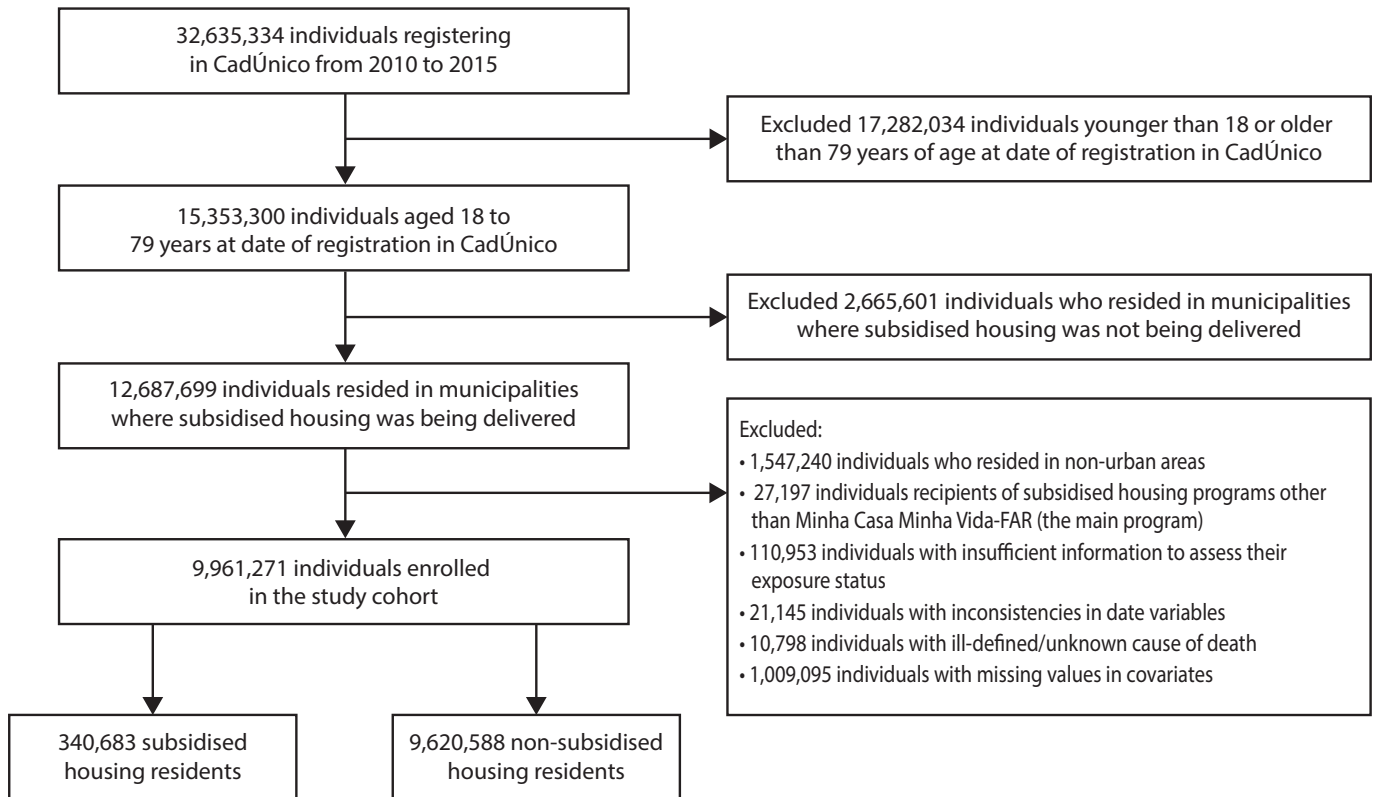 32,635,334 individuals registering
in CadÚnico from 2010 to 2015
Excluded 17,282,034 individuals younger than 18 or older
than 79 years of age at date of registration in CadÚnico
15,353,300 individuals aged 18 to
79 years at date of registration in CadÚnico
Excluded 2,665,601 individuals who resided in municipalities
where subsidised housing was not being delivered
12,687,699 individuals resided in municipalities
where subsidised housing was being delivered
Excluded:
• 1,547,240 individuals who resided in non-urban areas
• 27,197 individuals recipients of subsidised housing programs other
than Minha Casa Minha Vida-FAR (the main program)
• 110,953 individuals with insufficient information to assess their
exposure status
• 21,145 individuals with inconsistencies in date variables
• 10,798 individuals with ill-defined/unknown cause of death
• 1,009,095 individuals with missing values in covariates
9,961,271 individuals enrolled
in the study cohort
340,683 subsidised
housing residents
9,620,588 non-subsidised
housing residents